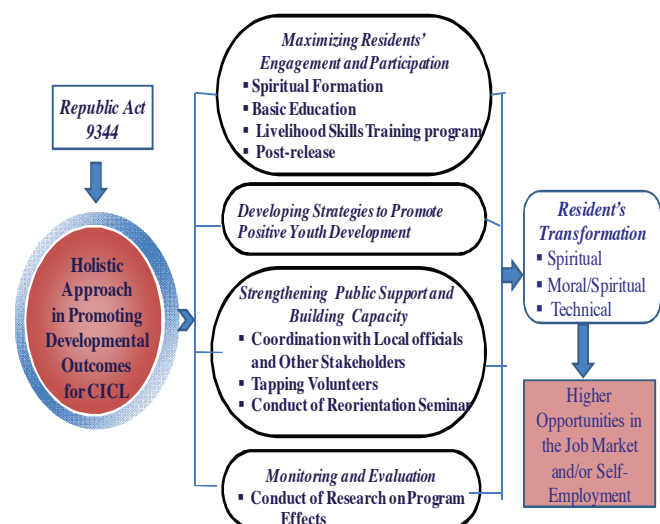 Republic Act
9344
Holistic
Approach
in Promoting
Developmental
Outcomes
for CICL
Maximizing Residents'
Engagement and Participation
▪ Spiritual Formation
▪ Basic Education
▪ Livelihood Skills Training program
▪ Post-release
Developing Strategies to Promote
Positive Youth Development
Strengthening Public Support and
Building Capacity
▪ Coordination with Local officials
and Other Stakeholders
▪ Tapping Volunteers
▪ Conduct of Reorientation Seminar
Monitoring and Evaluation
▪ Conduct of Research on Program
Effects
Resident's
Transformation
▪ Spiritual
▪ Moral/Spiritual
▪ Technical
Higher
Opportunities in
the Job Market
and/or Self-
Employment